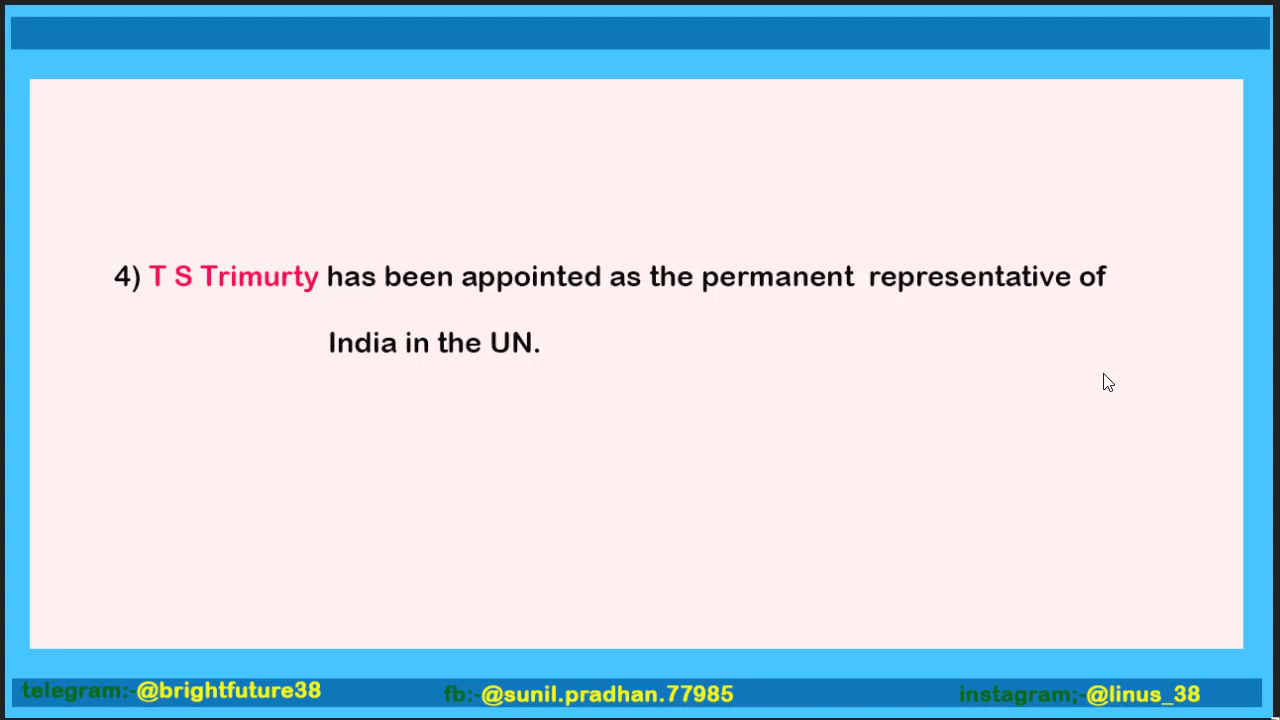 4) T S Trimurty has been appointed as the permanent representative of
India in the UN.
telegram:-@brightfuture38 fb:-@sunil.pradhan.77985 instagram;-@linus_38